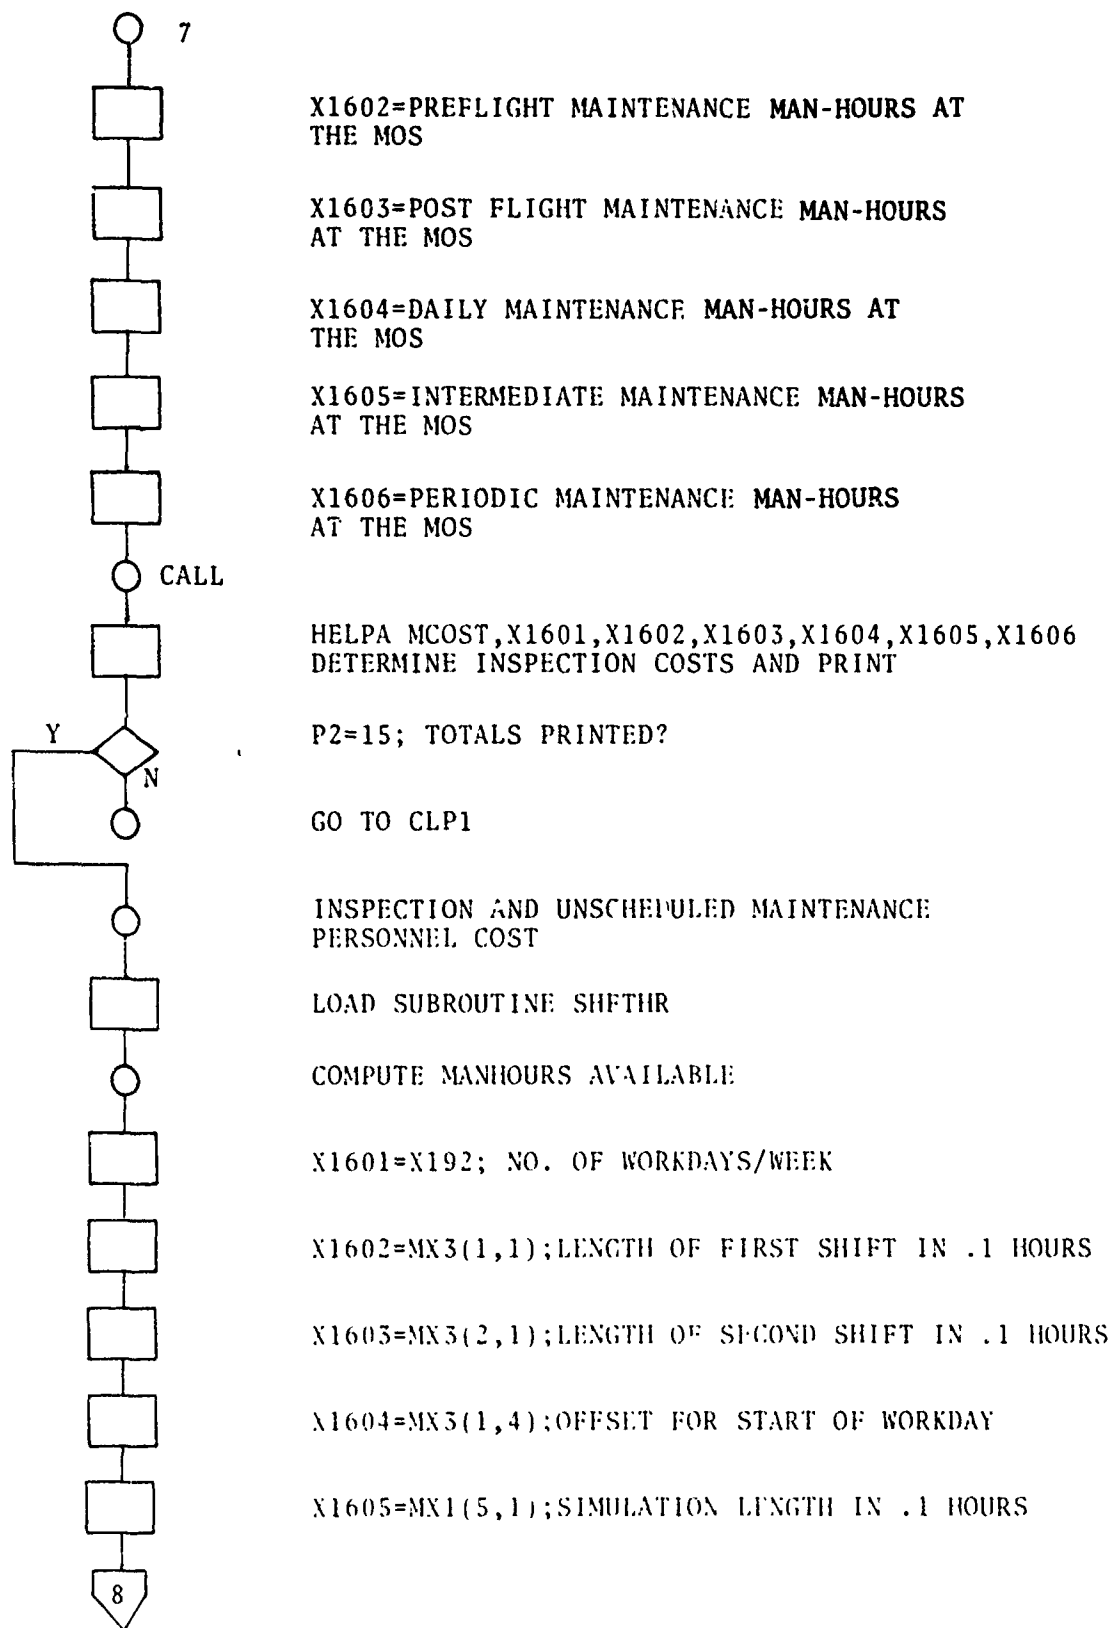 7
X1602=PREFLIGHT MAINTENANCE MAN-HOURS AT
THE MOS
X1603=POST FLIGHT MAINTENANCE MAN-HOURS
AT THE MOS
X1604=DAILY MAINTENANCE MAN-HOURS AT
THE MOS
X1605=INTERMEDIATE MAINTENANCE MAN-HOURS
AT THE MOS
X1606=PERIODIC MAINTENANCE MAN-HOURS
AT THE MOS
CALL
HELPA MCOST,X1601,X1602,X1603,X1604,X1605,X1606
DETERMINE INSPECTION COSTS AND PRINT
Y
P2=15; TOTALS PRINTED?
N
GO TO CLP1
INSPECTION AND UNSCHEDULED MAINTENANCE
PERSONNEL COST
LOAD SUBROUTINE SHFTHR
COMPUTE MANHOURS AVAILABLE
X1601=X192; NO. OF WORKDAYS/WEEK
X1602=MX3(1,1);LENGTH OF FIRST SHIFT IN .1 HOURS
X1603=MX3(2,1);LENGTH OF SECOND SHIFT IN .1 HOURS
X1604=MX3(1,4);OFFSET FOR START OF WORKDAY
X1605=MX1(5,1);SIMULATION LENGTH IN .1 HOURS
8